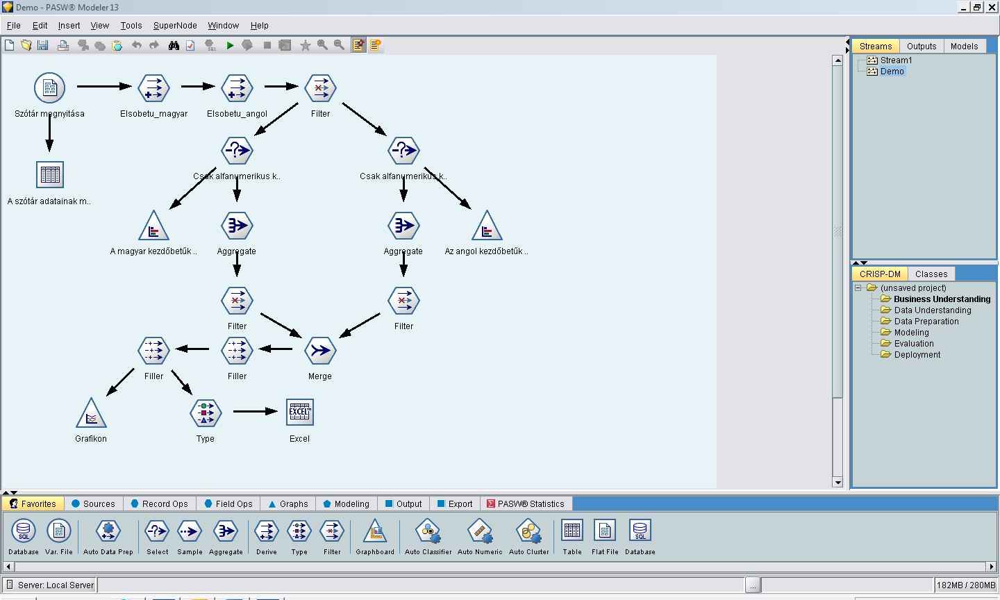 Demo - PASW® Modeler 13
File Edit Insert View Tools SuperNode Window Help
SQL
Szótár megnyitása
Elsobetu_magyar
Elsobetu_angol
Filter
Csak alfanumerikus k..
Csak alfanumerikus k..
A szótár adatainak m..
A magyar kezdőbetűk ..
Aggregate
Aggregate
Az angol kezdőbetűk ..
Filter
Filter
Filler
Filler
Merge
EXCEL™
Grafikon
Type
Excel
Streams Outputs Models
Stream1
Demo
CRISP-DM Classes
(unsaved project)
Business Understanding
Data Understanding
Data Preparation
Modeling
Evaluation
Deployment
Favorites Sources Record Ops Field Ops Graphs Modeling Output Export Σ PASW® Statistics
SQL SQL
Database Var. File Auto Data Prep Select Sample Aggregate Derive Type Filter Graphboard Auto Classifier Auto Numeric Auto Cluster Table Flat File Database
Server: Local Server ... 182MB / 280MB